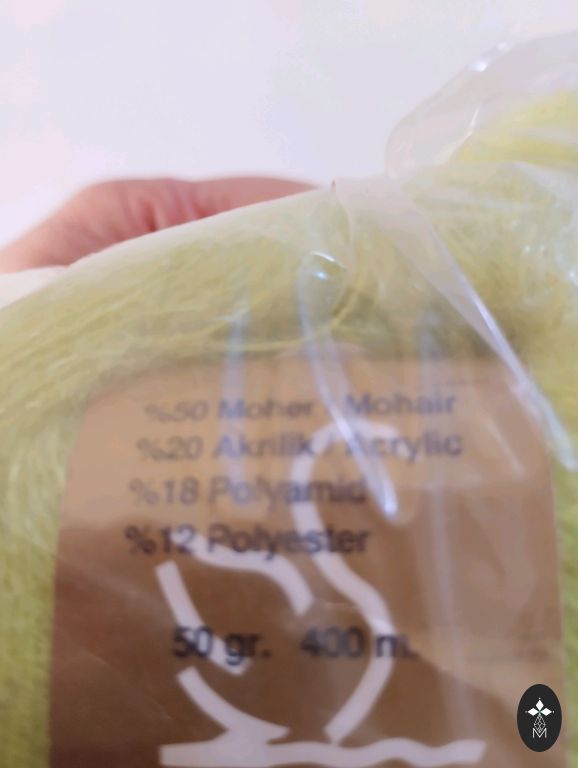 %50 Moher / Mohair
%20 Akrilik / Acrylic
%18 Polyamid
%12 Polyester
50 gr. 400 m.
M